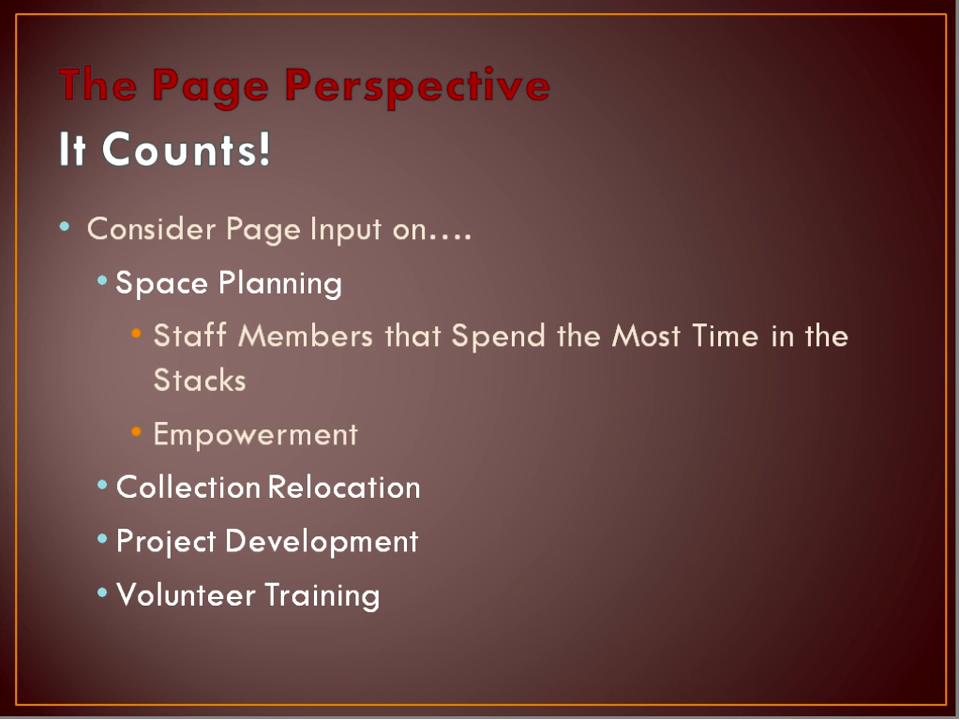 The Page Perspective
It Counts!
• Consider Page Input on….
• Space Planning
• Staff Members that Spend the Most Time in the
Stacks
• Empowerment
• Collection Relocation
• Project Development
• Volunteer Training